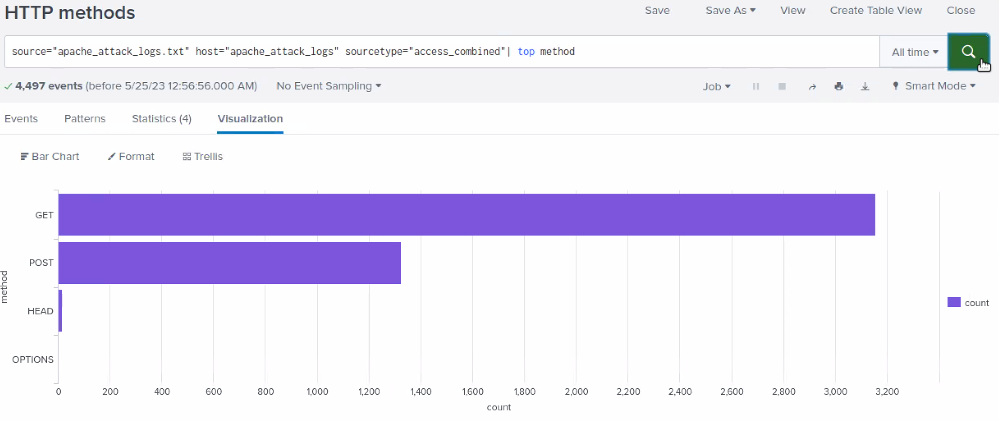 HTTP methods
Save Save As View Create Table View Close
source="apache_attack_logs.txt" host="apache_attack_logs" sourcetype="access_combined"| top method
All time
4,497 events (before 5/25/23 12:56:56.000 AM) No Event Sampling
Job Smart Mode
Events Patterns Statistics (4) Visualization
Bar Chart Format Trellis
GET
POST
HEAD
OPTIONS
method
count
0 200 400 600 800 1,000 1,200 1,400 1,600 1,800 2,000 2,200 2,400 2,600 2,800 3,000 3,200
count